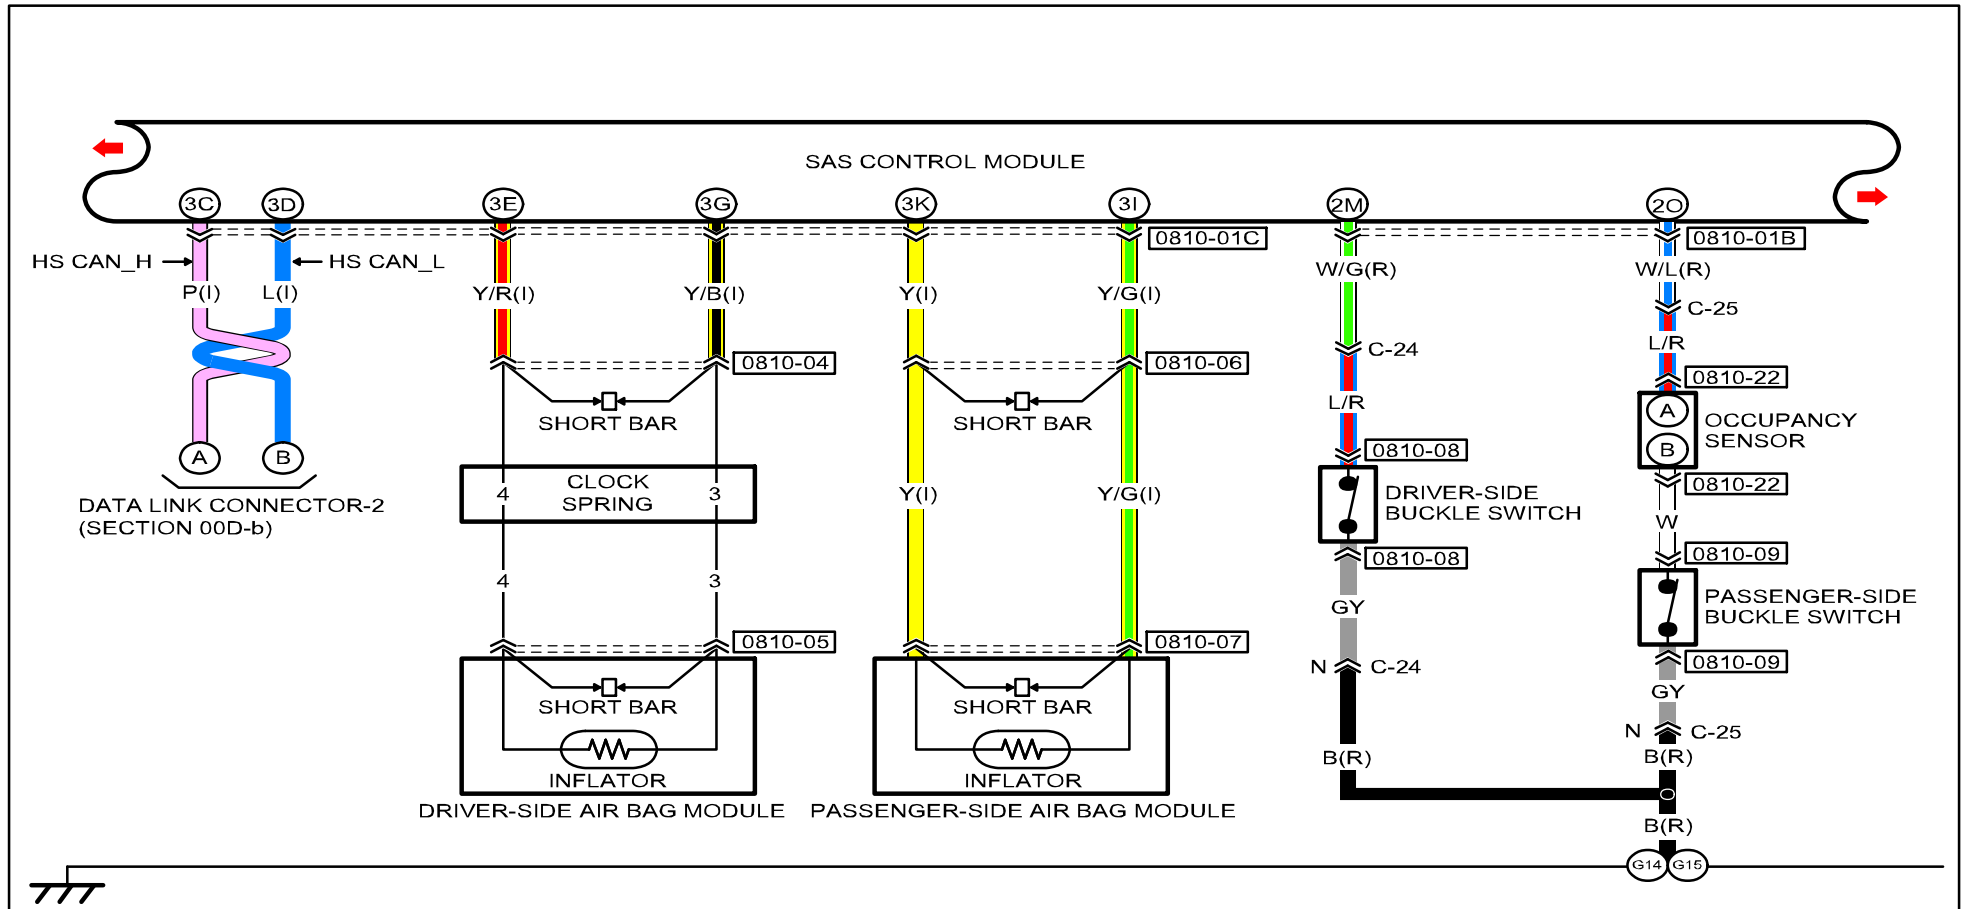 SAS CONTROL MODULE
3C 3D 3E 3G 3K 3I 2M 2O
0810-01C
0810-01B
HS CAN_H
HS CAN_L
W/G(R)
W/L(R)
P(I)
L(I)
Y/R(I)
Y/B(I)
Y(I)
Y/G(I)
C-25
C-24
L/R
0810-04
0810-06
0810-22
L/R
A
OCCUPANCY
SENSOR
B
SHORT BAR
SHORT BAR
0810-08
A
B
0810-22
DATA LINK CONNECTOR-2
(SECTION 00D-b)
CLOCK
SPRING
4
3
Y(I)
Y/G(I)
DRIVER-SIDE
BUCKLE SWITCH
W
0810-09
0810-08
4
3
PASSENGER-SIDE
BUCKLE SWITCH
GY
0810-05
0810-07
0810-09
N
C-24
GY
SHORT BAR
SHORT BAR
N
C-25
B(R)
B(R)
INFLATOR
INFLATOR
DRIVER-SIDE AIR BAG MODULE
PASSENGER-SIDE AIR BAG MODULE
B(R)
G14
G15